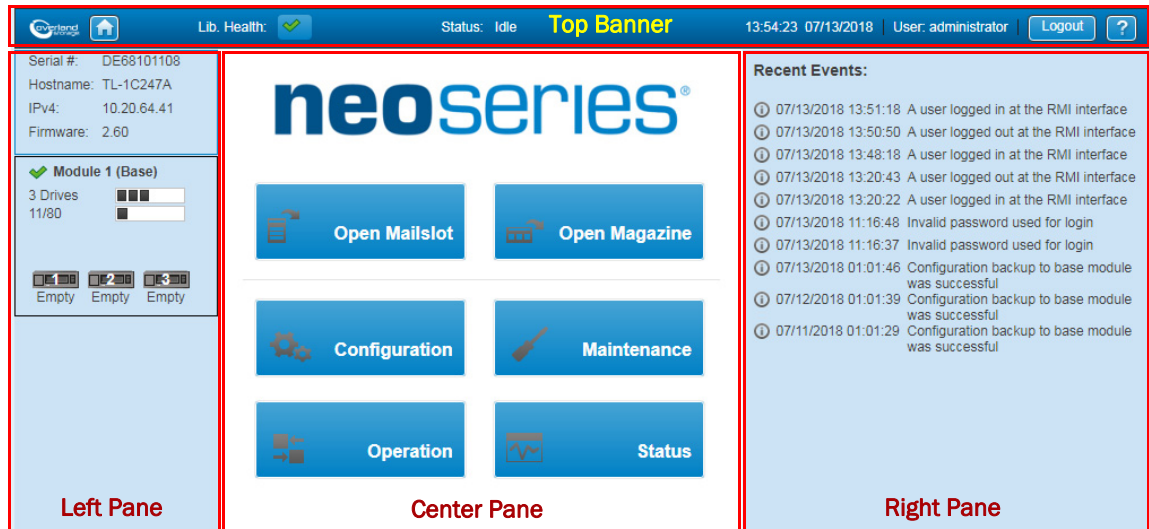 overland storage Lib. Health: Status: Idle Top Banner 13:54:23 07/13/2018 User: administrator Logout ?
Serial #: DE68101108
Hostname: TL-1C247A
IPv4: 10.20.64.41
Firmware: 2.60
Module 1 (Base)
3 Drives
11/80
1 2 3
Empty Empty Empty
Left Pane
neoseries®
Open Mailslot Open Magazine
Configuration Maintenance
Operation Status
Center Pane
Recent Events:
07/13/2018 13:51:18 A user logged in at the RMI interface
07/13/2018 13:50:50 A user logged out at the RMI interface
07/13/2018 13:48:18 A user logged in at the RMI interface
07/13/2018 13:20:43 A user logged out at the RMI interface
07/13/2018 13:20:22 A user logged in at the RMI interface
07/13/2018 11:16:48 Invalid password used for login
07/13/2018 11:16:37 Invalid password used for login
07/13/2018 01:01:46 Configuration backup to base module
was successful
07/12/2018 01:01:39 Configuration backup to base module
was successful
07/11/2018 01:01:29 Configuration backup to base module
was successful
Right Pane